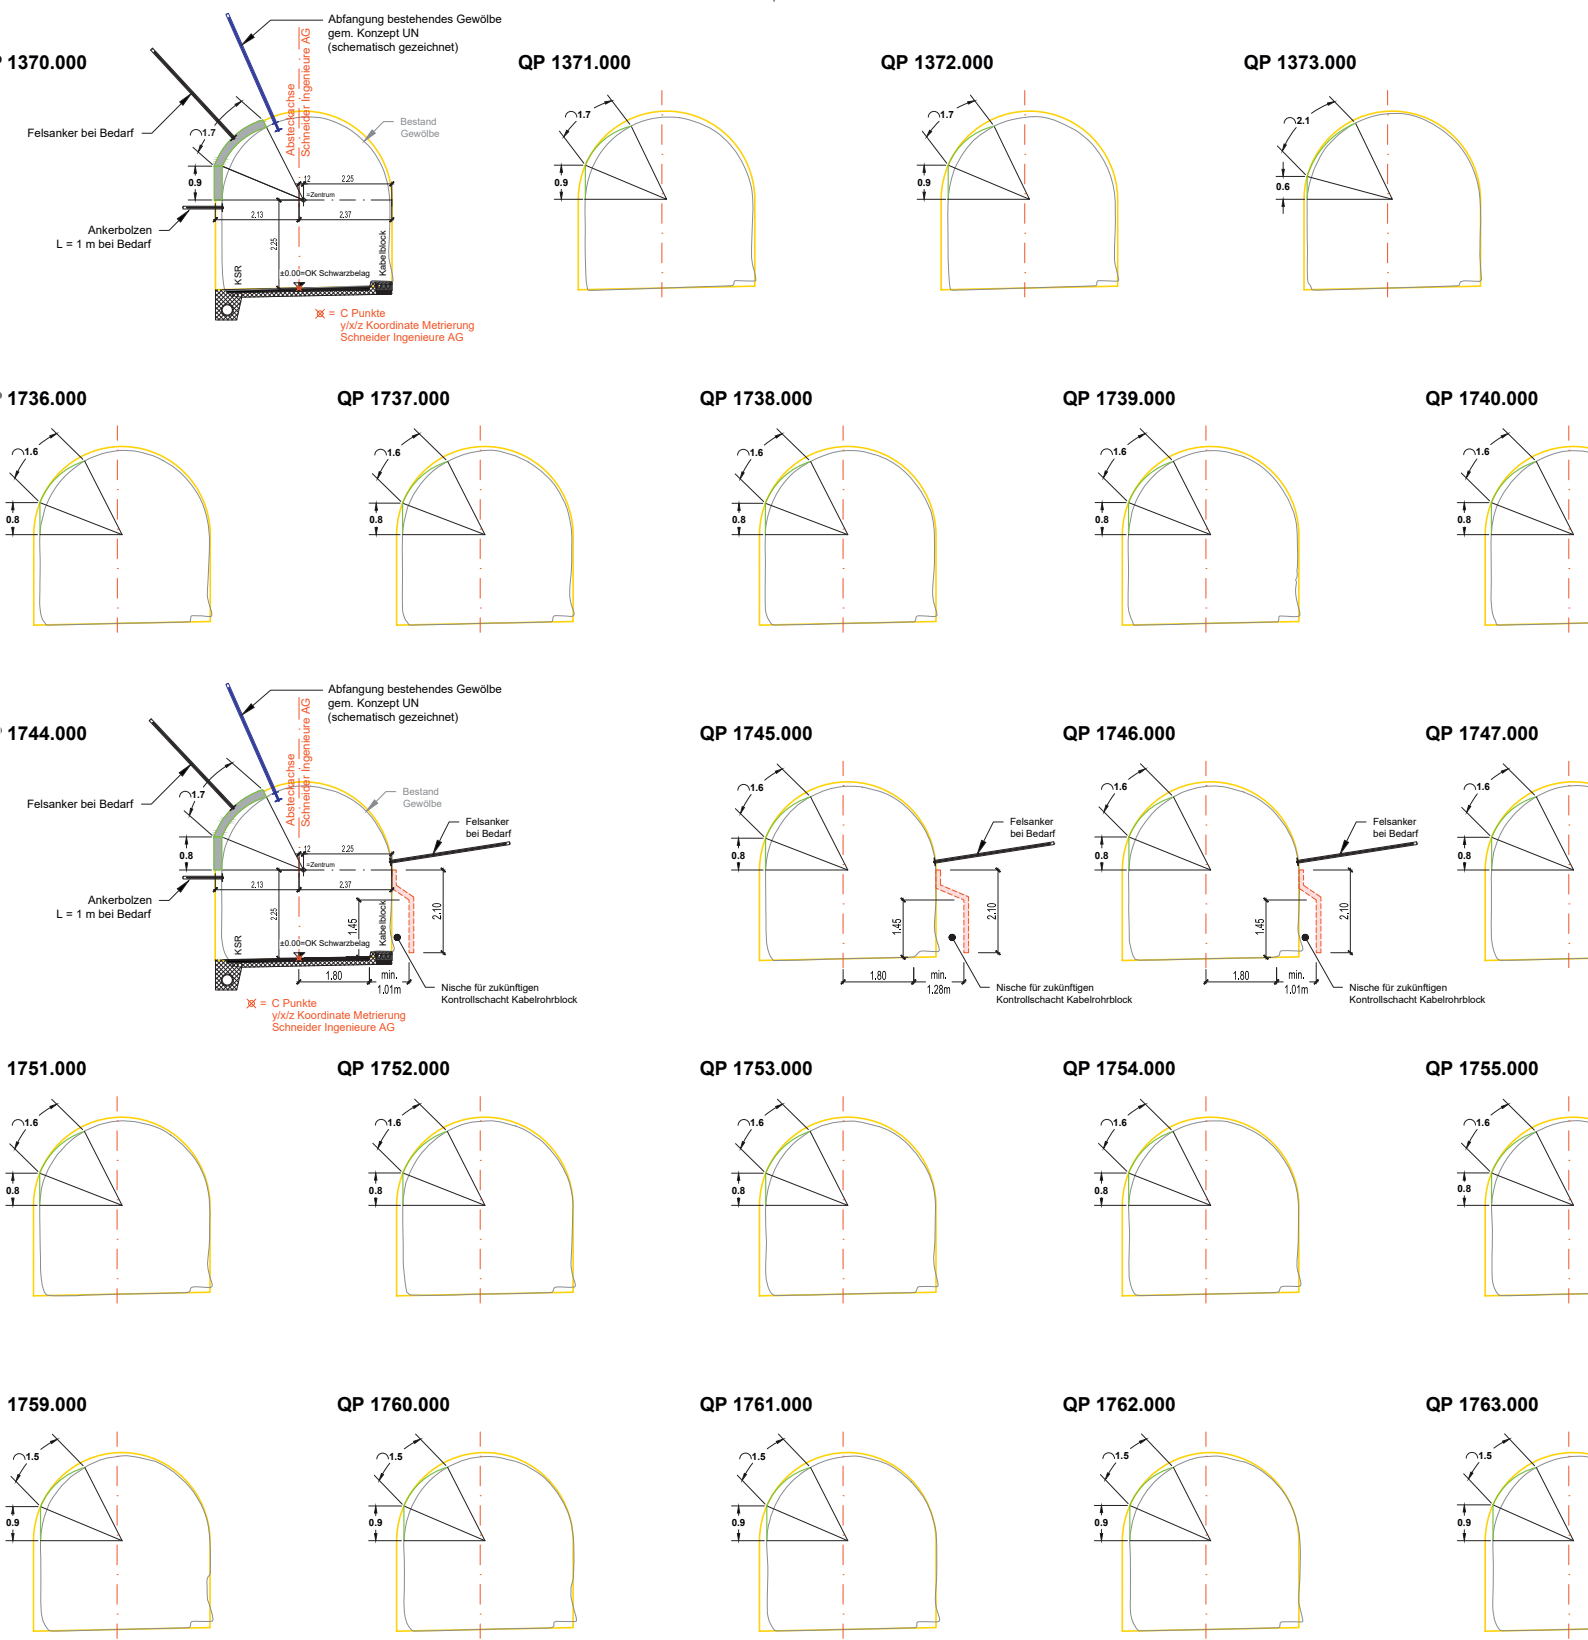 1370.000
Abfangung bestehendes Gewölbe
gem. Konzept UN
(schematisch gezeichnet)
Absteckachse
Schneider Ingenieure AG
Felsanker bei Bedarf
1.7
Bestand
Gewölbe
0.9
12
2.25
=Zentrum
2.13
2.37
Ankerbolzen
L = 1 m bei Bedarf
2.25
KSR
±0.00=OK Schwarzbelag
Kabelblock
= C Punkte
y/x/z Koordinate Metrierung
Schneider Ingenieure AG
QP 1371.000
1.7
0.9
QP 1372.000
1.7
0.9
QP 1373.000
2.1
0.6
1736.000
1.6
0.8
QP 1737.000
1.6
0.8
QP 1738.000
1.6
0.8
QP 1739.000
1.6
0.8
QP 1740.000
1.6
0.8
1744.000
Abfangung bestehendes Gewölbe
gem. Konzept UN
(schematisch gezeichnet)
Absteckachse
Schneider Ingenieure AG
Felsanker bei Bedarf
1.7
Bestand
Gewölbe
Felsanker
bei Bedarf
0.8
12
2.25
=Zentrum
2.13
2.37
Ankerbolzen
L = 1 m bei Bedarf
2.25
1.45
2.10
KSR
±0.00=OK Schwarzbelag
Kabelblock
1.80
min.
1.01m
Nische für zukünftigen
Kontrollschacht Kabelrohrblock
= C Punkte
y/x/z Koordinate Metrierung
Schneider Ingenieure AG
QP 1745.000
1.6
Felsanker
bei Bedarf
0.8
1.45
2.10
1.80
min.
1.28m
Nische für zukünftigen
Kontrollschacht Kabelrohrblock
QP 1746.000
1.6
Felsanker
bei Bedarf
0.8
1.45
2.10
1.80
min.
1.01m
Nische für zukünftigen
Kontrollschacht Kabelrohrblock
QP 1747.000
1.6
0.8
1751.000
1.6
0.8
QP 1752.000
1.6
0.8
QP 1753.000
1.6
0.8
QP 1754.000
1.6
0.8
QP 1755.000
1.6
0.8
1759.000
1.5
0.9
QP 1760.000
1.5
0.9
QP 1761.000
1.5
0.9
QP 1762.000
1.5
0.9
QP 1763.000
1.5
0.9